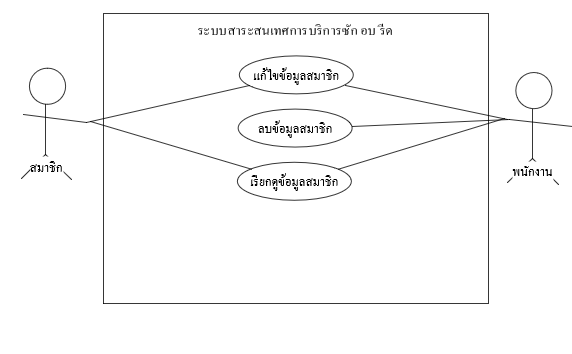 ระบบสาระสนเทศการบริการซัก อบ รีด
แก้ไขข้อมูลสมาชิก
ลบข้อมูลสมาชิก
สมาชิก
พนักงาน
เรียกดูข้อมูลสมาชิก